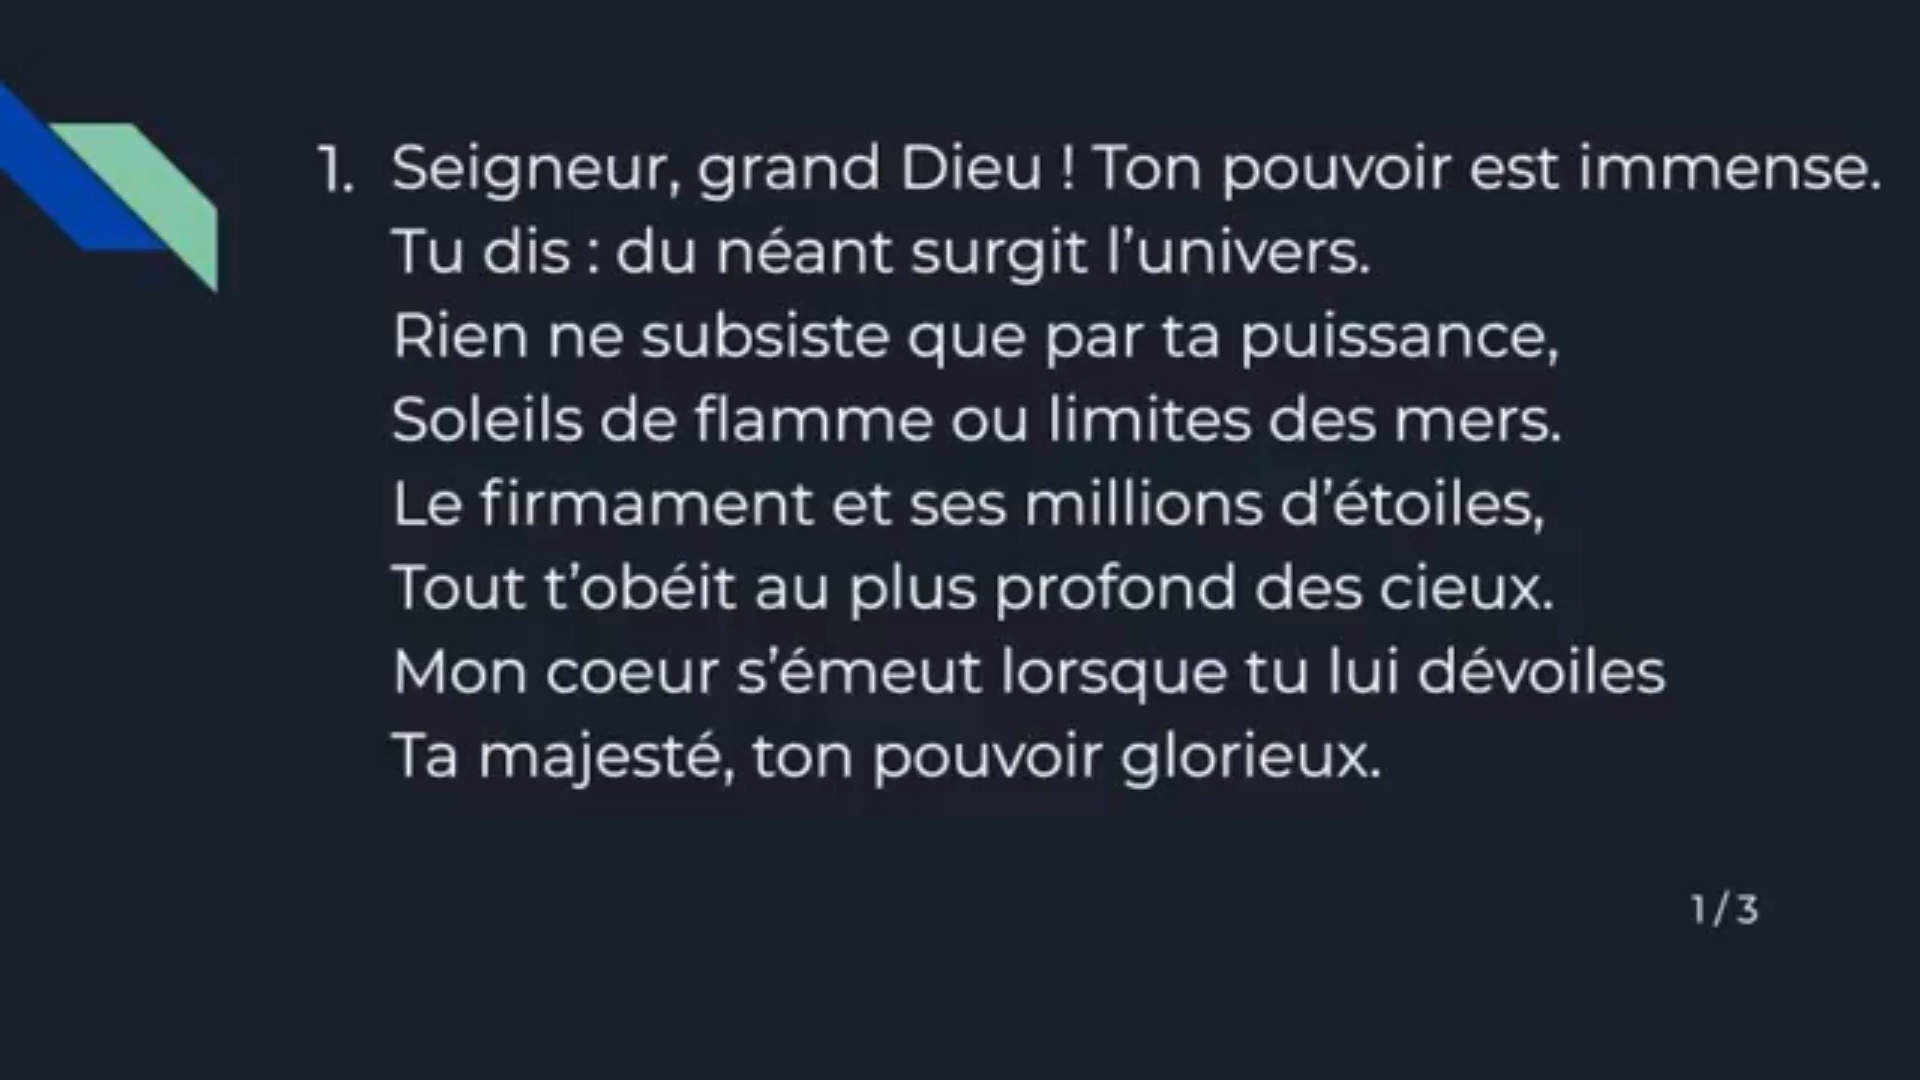 1. Seigneur, grand Dieu ! Ton pouvoir est immense.
Tu dis : du néant surgit l’univers.
Rien ne subsiste que par ta puissance,
Soleils de flamme ou limites des mers.
Le firmament et ses millions d’étoiles,
Tout t’obéit au plus profond des cieux.
Mon coeur s’émeut lorsque tu lui dévoiles
Ta majesté, ton pouvoir glorieux.
1 / 3